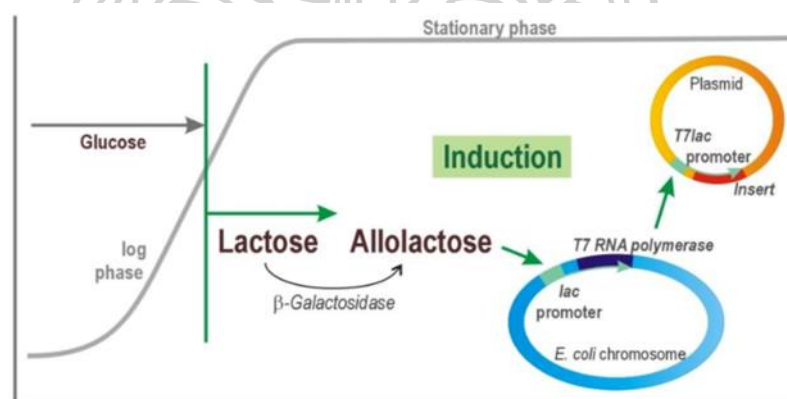 Stationary phase
Glucose
log
phase
Induction
Lactose
Allolactose
β-Galactosidase
Plasmid
T7lac
promoter
Insert
T7 RNA polymerase
lac
promoter
E. coli chromosome